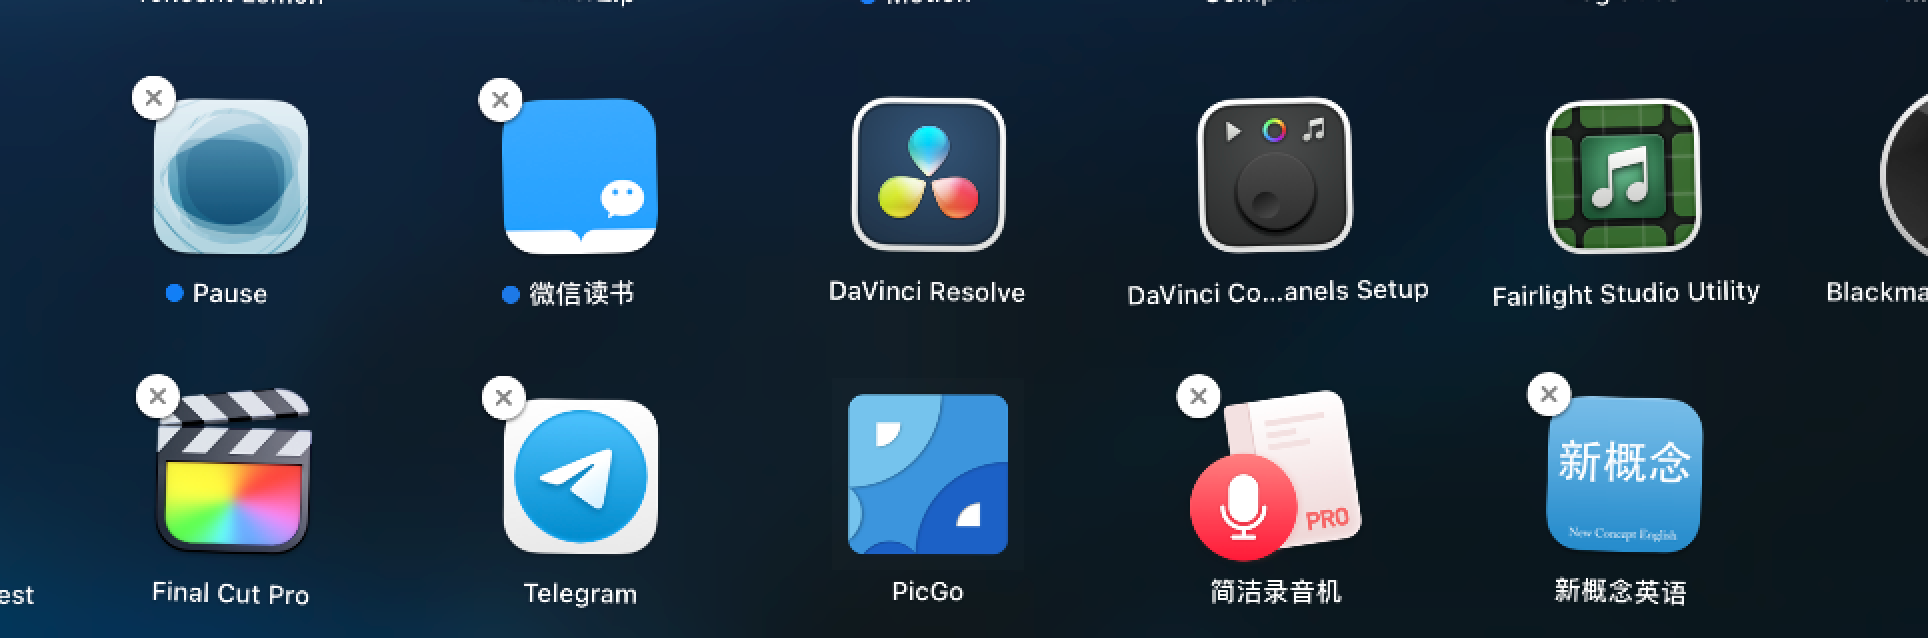 Pause
微信读书
DaVinci Resolve
DaVinci Co...anels Setup
Fairlight Studio Utility
Blackma
PRO
新概念
New Concept English
est
Final Cut Pro
Telegram
PicGo
简洁录音机
新概念英语